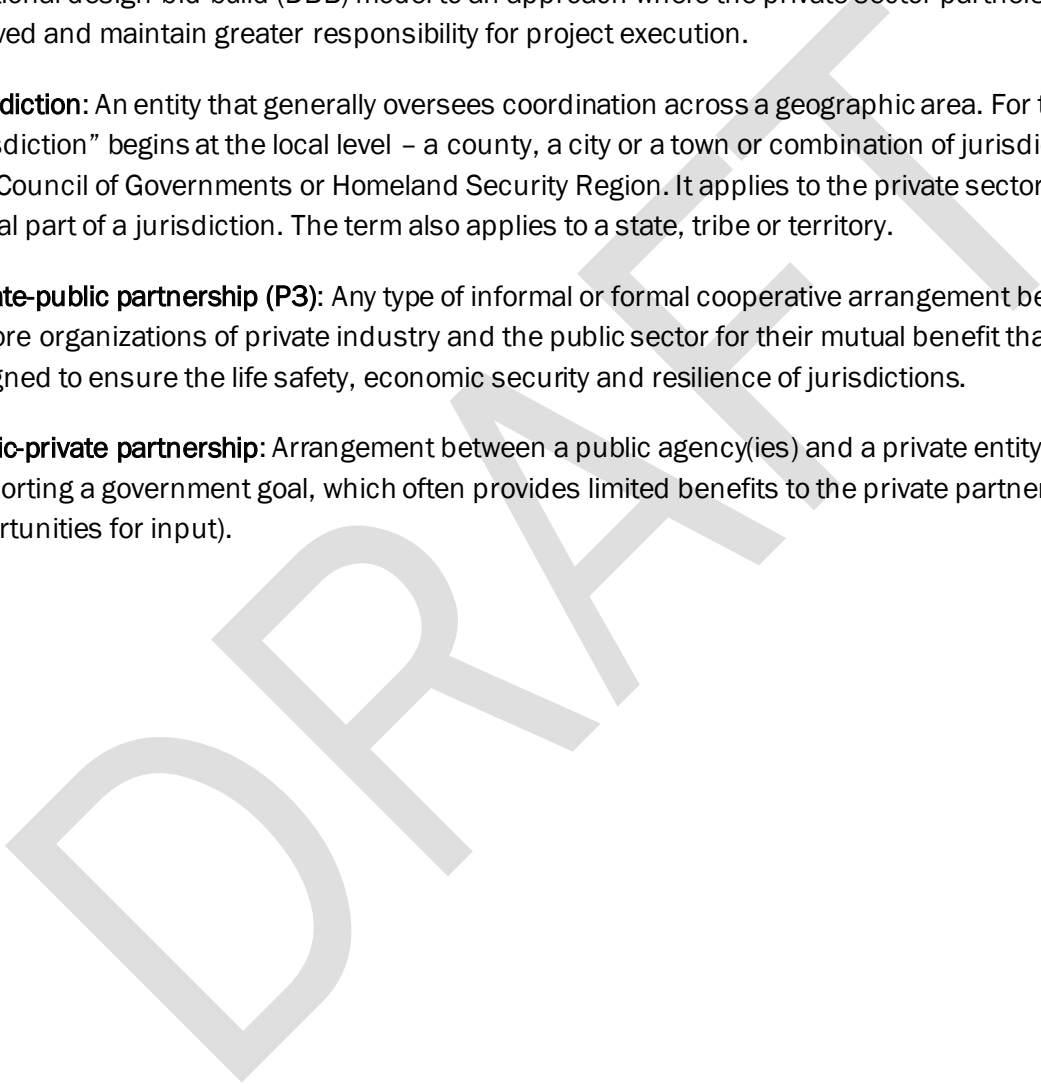 design-bid-build (DBB) model to an approach where the private sector partners
and maintain greater responsibility for project execution.
diction: An entity that generally oversees coordination across a geographic area. For t
sdiction” begins at the local level – a county, a city or a town or combination of jurisdi
Council of Governments or Homeland Security Region. It applies to the private sector
al part of a jurisdiction. The term also applies to a state, tribe or territory.
ate-public partnership (P3): Any type of informal or formal cooperative arrangement be
ore organizations of private industry and the public sector for their mutual benefit tha
gned to ensure the life safety, economic security and resilience of jurisdictions.
ic-private partnership: Arrangement between a public agency(ies) and a private entity
orting a government goal, which often provides limited benefits to the private partner
rtunities for input).
DRAFT